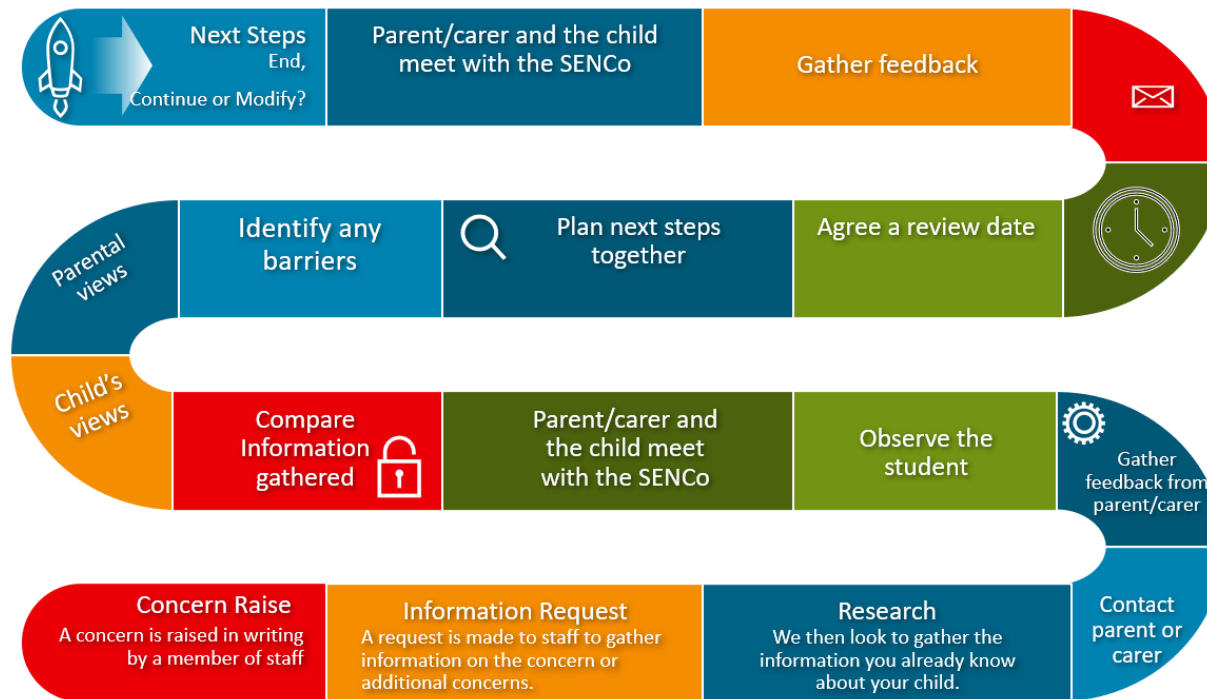 Next Steps
End,
Continue or Modify?
Parent/carer and the child
meet with the SENCo
Gather feedback
Parental
views
Identify any
barriers
Plan next steps
together
Agree a review date
Child's
views
Compare
Information
gathered
Parent/carer and
the child meet
with the SENCo
Observe the
student
Gather
feedback from
parent/carer
Concern Raise
A concern is raised in writing
by a member of staff
Information Request
A request is made to staff to gather
information on the concern or
additional concerns.
Research
We then look to gather the
information you already know
about your child.
Contact
parent or
carer